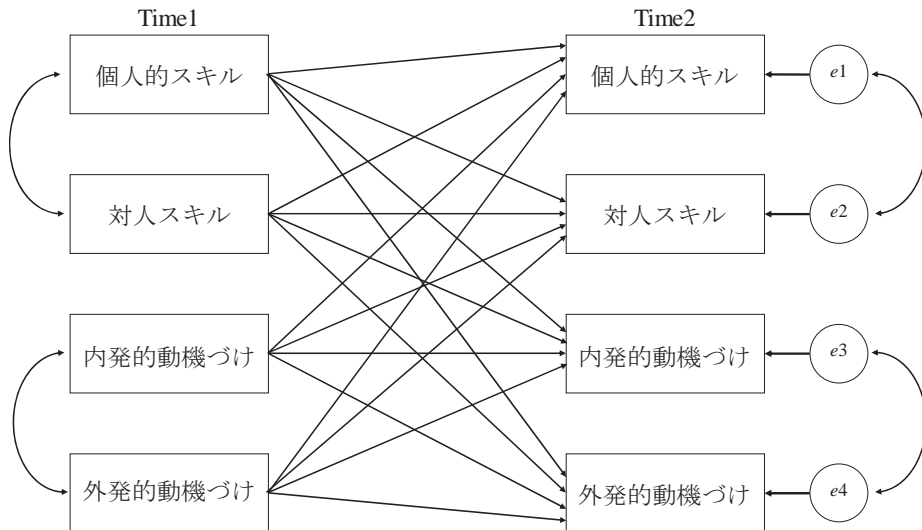 Time1
Time2
個人的スキル
個人的スキル
e1
対人スキル
対人スキル
e2
内発的動機づけ
内発的動機づけ
e3
外発的動機づけ
外発的動機づけ
e4